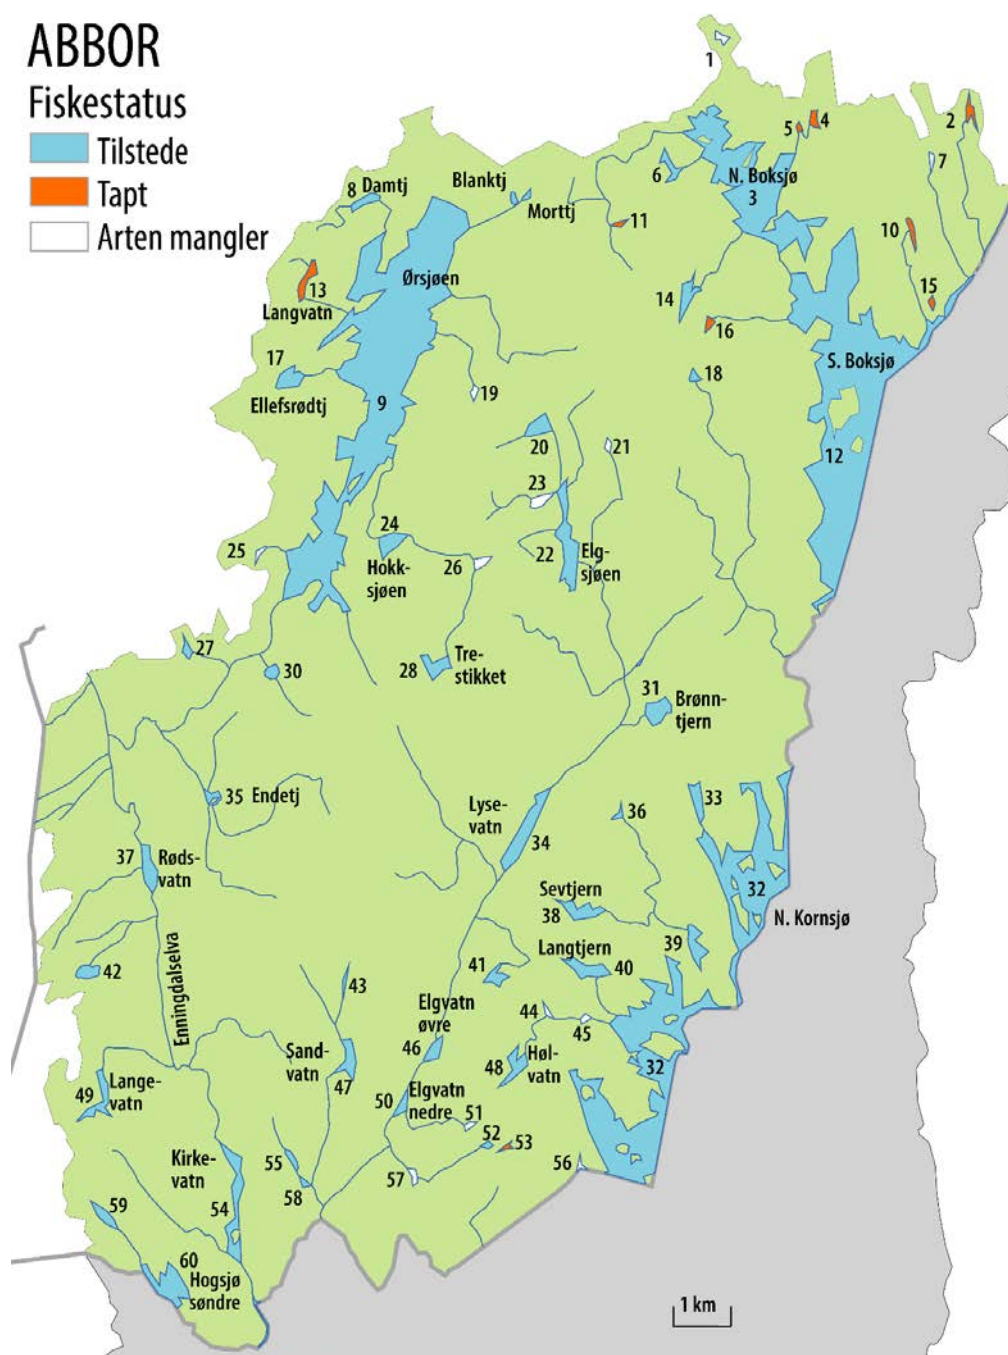 ABBOR
Fiskestatus
Tilstede
Tapt
Arten mangler
1
2
4
5
7
6
N. Boksjø
3
8
Damtj
Blanktj
Morttj
11
10
13
Langvatn
Ørsjøen
14
15
16
17
Ellefsrødtj
S. Boksjø
18
19
9
20
21
12
23
24
22
25
Hokk-
sjøen
26
Elg-
sjøen
27
30
28
Tre-
stikket
31
Brønn-
tjern
35
Endetj
Lyse-
vatn
34
36
33
37
Røds-
vatn
32
N. Kornsjø
Sevtjern
38
39
Langtjern
40
41
42
43
Enningdalselva
Elgvatn
øvre
46
44
45
Sand-
vatn
47
48
Høl-
vatn
32
49
Lange-
vatn
50
Elgvatn
nedre
51
52
53
Kirke-
vatn
54
55
58
57
56
59
60
Hogsjø
søndre
1 km